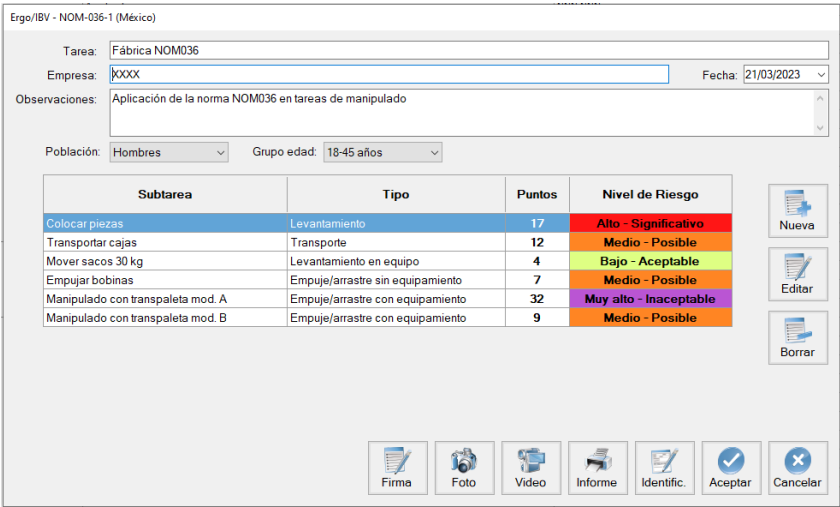 Ergo/IBV - NOM-036-1 (México)
Tarea: Fábrica NOM036
Empresa: XXXX Fecha: 21/03/2023
Observaciones: Aplicación de la norma NOM036 en tareas de manipulado
Población: Hombres Grupo edad: 18-45 años
Subtarea Tipo Puntos Nivel de Riesgo
Colocar piezas Levantamiento 17 Alto - Significativo
Transportar cajas Transporte 12 Medio - Posible
Mover sacos 30 kg Levantamiento en equipo 4 Bajo - Aceptable
Empujar bobinas Empuje/arrastre sin equipamiento 7 Medio - Posible
Manipulado con transpaleta mod. A Empuje/arrastre con equipamiento 32 Muy alto - Inaceptable
Manipulado con transpaleta mod. B Empuje/arrastre con equipamiento 9 Medio - Posible
Nueva
Editar
Borrar
Firma Foto Video Informe Identific. Aceptar Cancelar